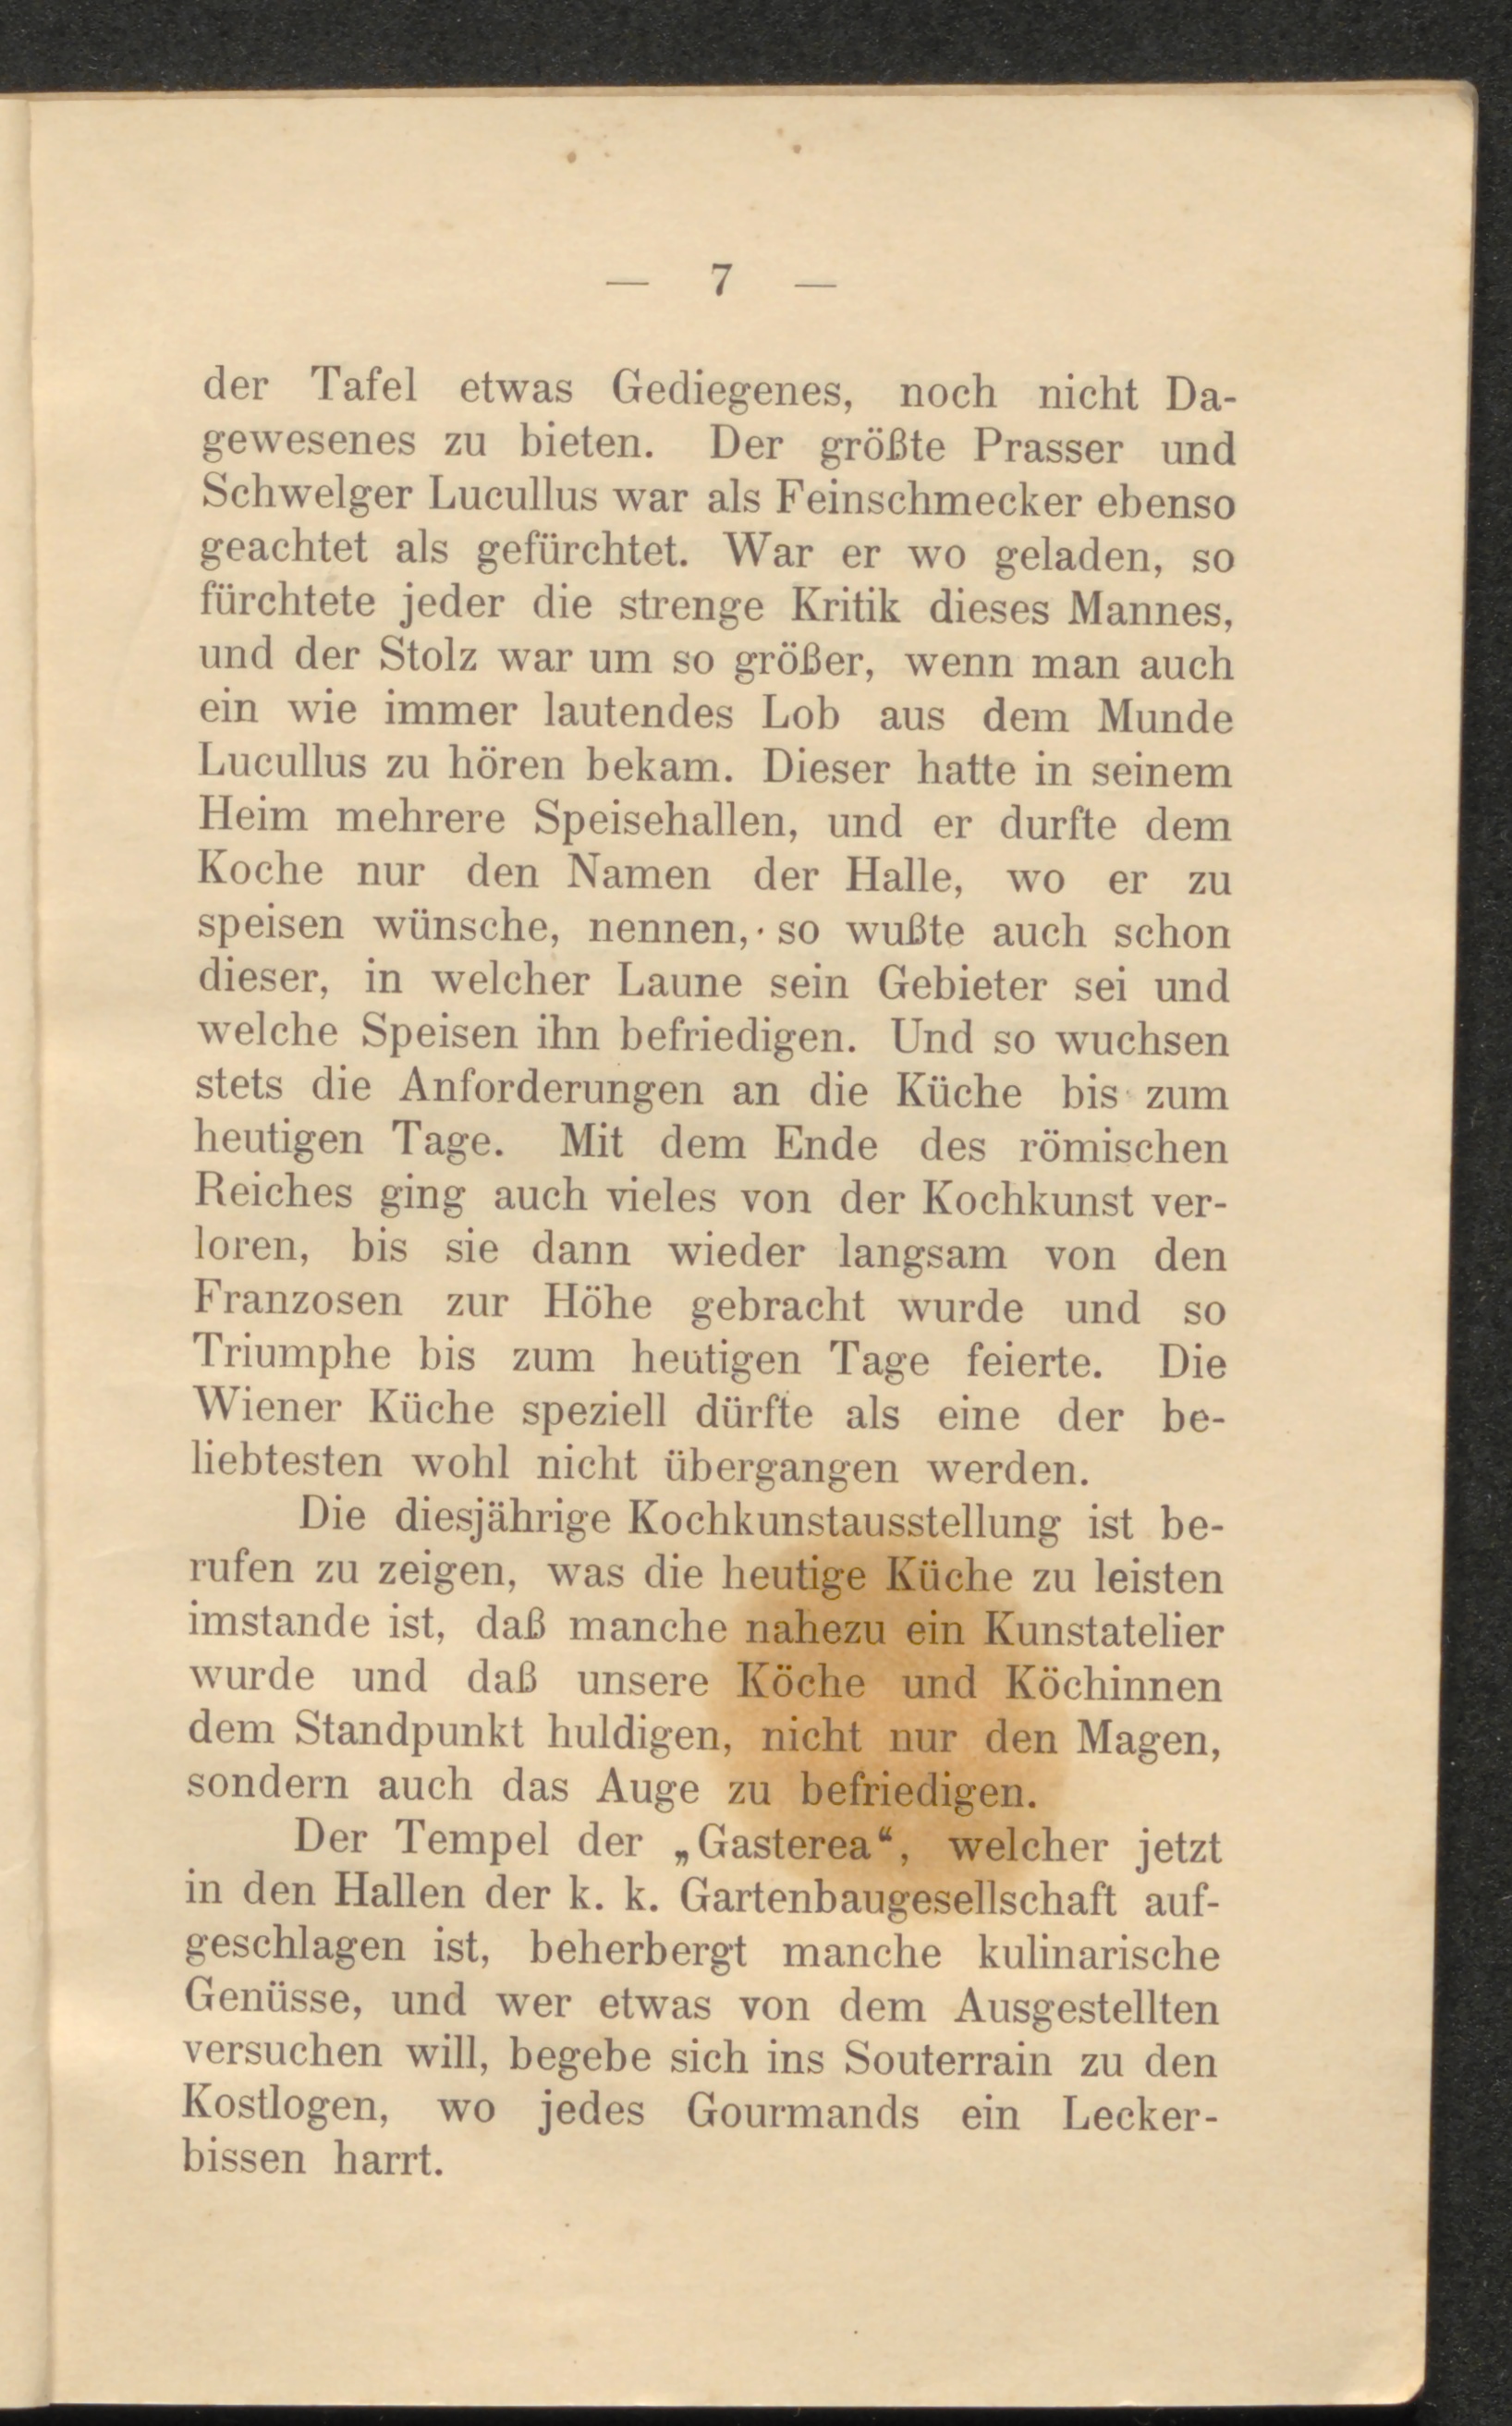 — 7 —
der Tafel etwas Gediegenes, noch nicht Da-
gewesenes zu bieten. Der größte Prasser und
Schwelger Lucullus war als Feinschmecker ebenso
geachtet als gefürchtet. War er wo geladen, so
fürchtete jeder die strenge Kritik dieses Mannes,
und der Stolz war um so größer, wenn man auch
ein wie immer lautendes Lob aus dem Munde
Lucullus zu hören bekam. Dieser hatte in seinem
Heim mehrere Speisehallen, und er durfte dem
Koche nur den Namen der Halle, wo er zu
speisen wünsche, nennen, so wußte auch schon
dieser, in welcher Laune sein Gebieter sei und
welche Speisen ihn befriedigen. Und so wuchsen
stets die Anforderungen an die Küche bis zum
heutigen Tage. Mit dem Ende des römischen
Reiches ging auch vieles von der Kochkunst ver-
loren, bis sie dann wieder langsam von den
Franzosen zur Höhe gebracht wurde und so
Triumphe bis zum heutigen Tage feierte. Die
Wiener Küche speziell dürfte als eine der be-
liebtesten wohl nicht übergangen werden.
Die diesjährige Kochkunstausstellung ist be-
rufen zu zeigen, was die heutige Küche zu leisten
imstande ist, daß manche nahezu ein Kunstatelier
wurde und daß unsere Köche und Köchinnen
dem Standpunkt huldigen, nicht nur den Magen,
sondern auch das Auge zu befriedigen.
Der Tempel der „Gasterea“, welcher jetzt
in den Hallen der k. k. Gartenbaugesellschaft auf-
geschlagen ist, beherbergt manche kulinarische
Genüsse, und wer etwas von dem Ausgestellten
versuchen will, begebe sich ins Souterrain zu den
Kostlogen, wo jedes Gourmands ein Lecker-
bissen harrt.